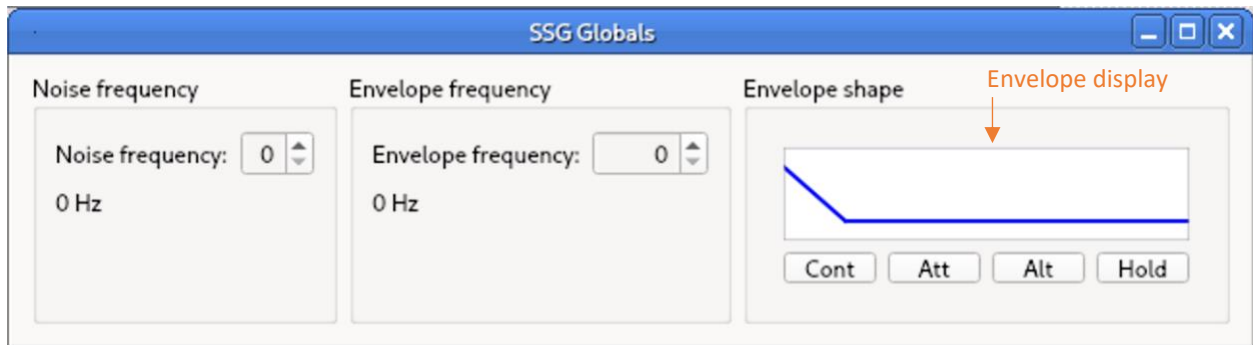 SSG Globals
Noise frequency
Noise frequency: 0
0 Hz
Envelope frequency
Envelope frequency: 0
0 Hz
Envelope shape
Envelope display
Cont Att Alt Hold